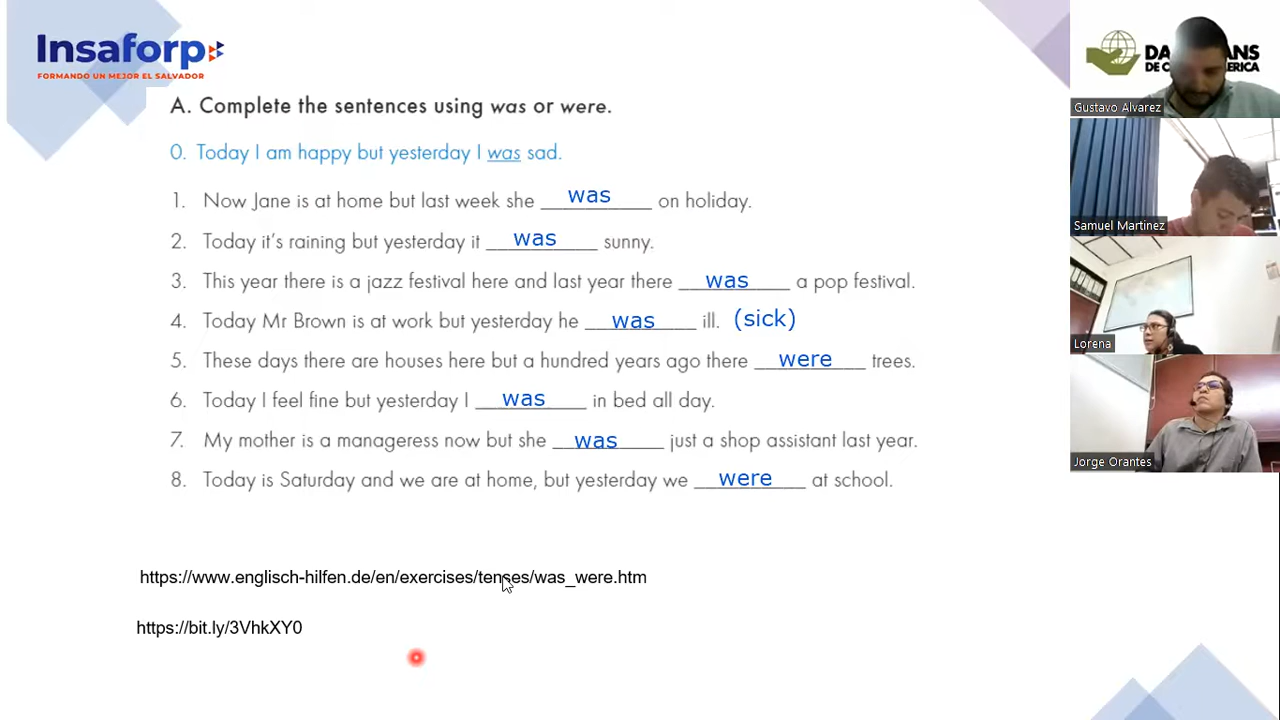 Insaforp
FORMANDO UN MEJOR EL SALVADOR
A. Complete the sentences using was or were.
0. Today I am happy but yesterday I was sad.
1. Now Jane is at home but last week she was on holiday.
2. Today it's raining but yesterday it was sunny.
3. This year there is a jazz festival here and last year there was a pop festival.
4. Today Mr Brown is at work but yesterday he was ill. (sick)
5. These days there are houses here but a hundred years ago there were trees.
6. Today I feel fine but yesterday I was in bed all day.
7. My mother is a manageress now but she was just a shop assistant last year.
8. Today is Saturday and we are at home, but yesterday we were at school.
https://www.englisch-hilfen.de/en/exercises/tenses/was_were.htm
https://bit.ly/3VhkXY0
Gustavo Alvarez
Samuel Martinez
Lorena
Jorge Orantes